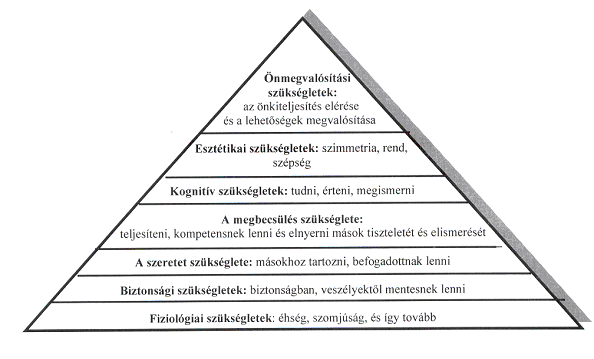 Önmegvalósítási
szükségletek:
az önkiteljesítés elérése
és a lehetőségek megvalósítása
Esztétikai szükségletek: szimmetria, rend,
szépség
Kognitív szükségletek: tudni, érteni, megismerni
A megbecsülés szükséglete:
teljesíteni, kompetensnek lenni és elnyerni mások tiszteletét és elismerését
A szeretet szükséglete: másokhoz tartozni, befogadottnak lenni
Biztonsági szükségletek: biztonságban, veszélyektől mentesnek lenni
Fiziológiai szükségletek: éhség, szomjúság, és így tovább